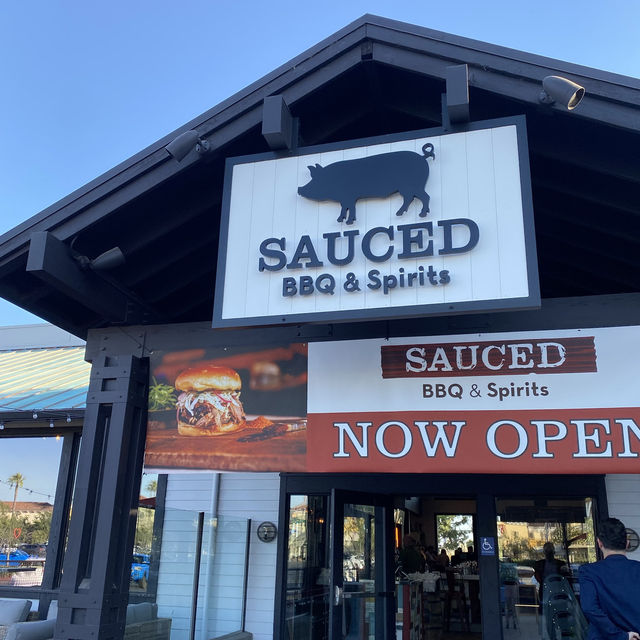 SAUCED
BBQ & Spirits
SAUCED
BBQ & Spirits
NOW OPEN